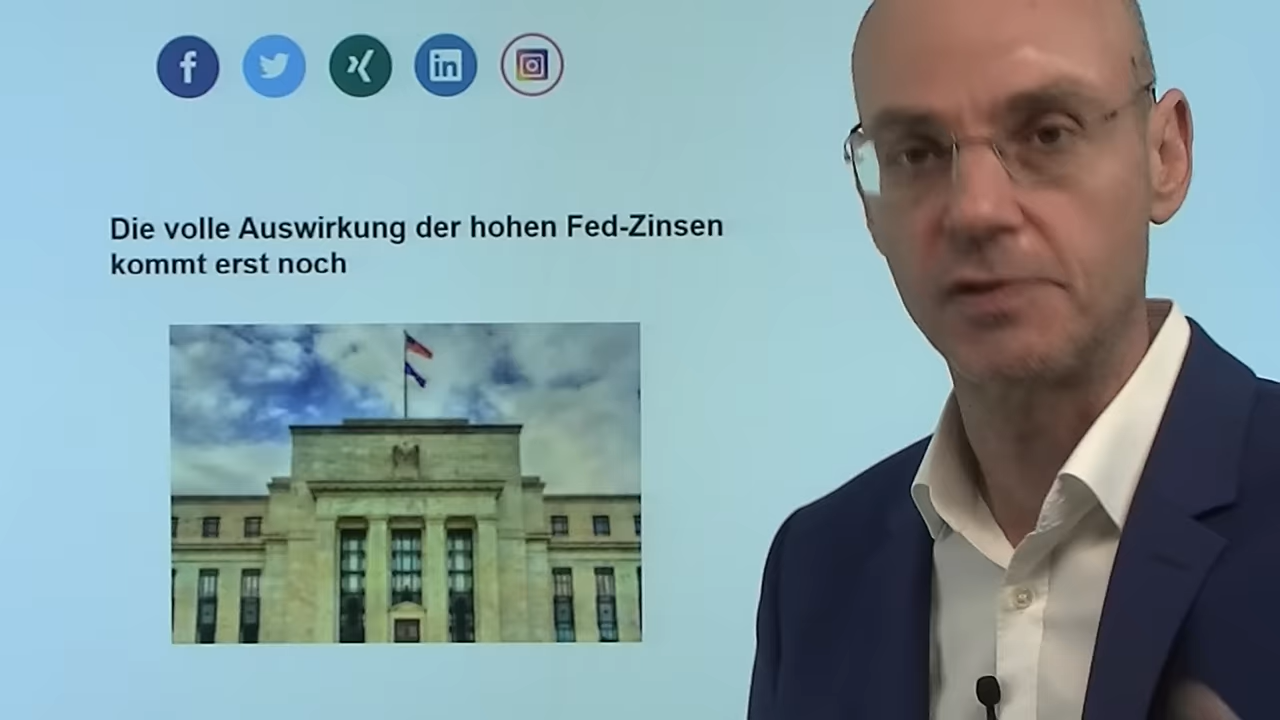 Die volle Auswirkung der hohen Fed-Zinsen
kommt erst noch